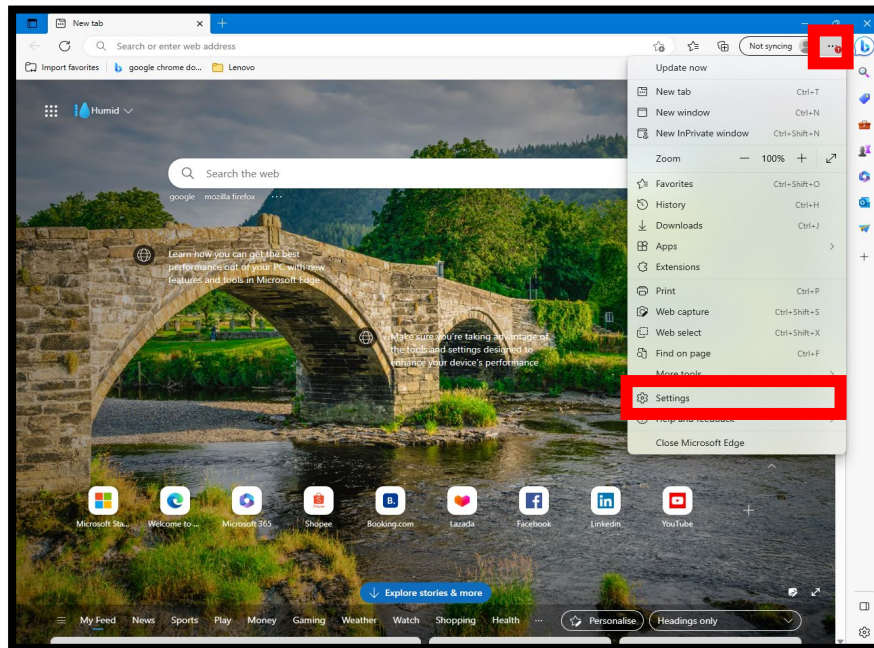 New tab
Search or enter web address
Not syncing
Import favorites
google chrome do...
Lenovo
Humid
Search the web
google mozilla firefox ...
Learn how you can get the best
performance out of your PC with new
features and tools in Microsoft Edge
Make sure you're taking advantage of
the tools and settings designed to
enhance your device's performance
Update now
New tab Ctrl+T
New window Ctrl+N
New InPrivate window Ctrl+Shift+N
Zoom — 100% +
Favorites Ctrl+Shift+O
History Ctrl+H
Downloads Ctrl+J
Apps
Extensions
Print Ctrl+P
Web capture Ctrl+Shift+S
Web select Ctrl+Shift+X
Find on page Ctrl+F
More tools
Settings
Help and feedback
Close Microsoft Edge
B.
Microsoft Sta...
Welcome to ...
Microsoft 365
Shopee
Booking.com
Lazada
Facebook
Linkedin
YouTube
Explore stories & more
My Feed News Sports Play Money Gaming Weather Watch Shopping Health ... Personalise Headings only